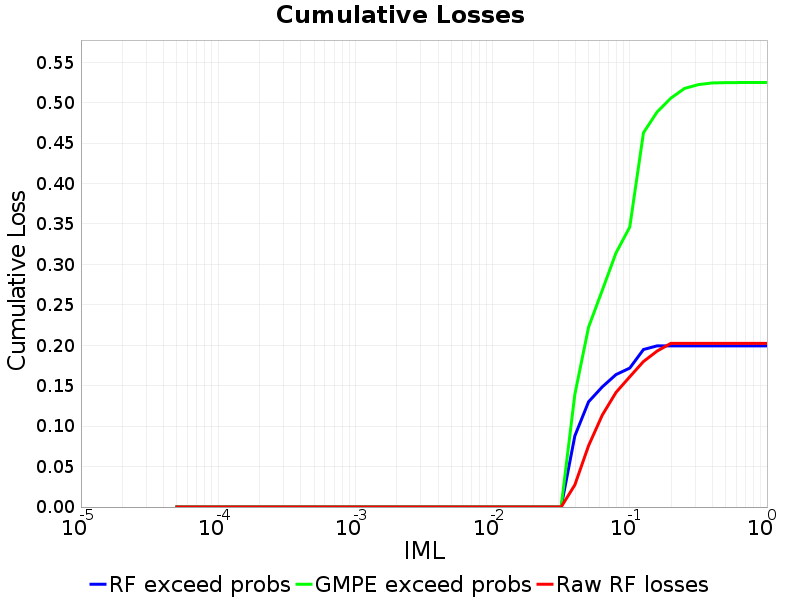 Cumulative Losses
Cumulative Loss
0.55
0.50
0.45
0.40
0.35
0.30
0.25
0.20
0.15
0.10
0.05
0.00
10^-5 10^-4 10^-3 10^-2 10^-1 10^0
IML
RF exceed probs GMPE exceed probs Raw RF losses